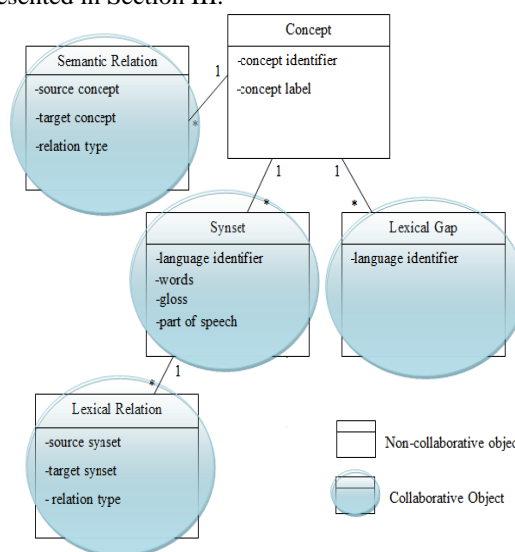 resented in Section III.
Concept
-concept identifier
-concept label
Semantic Relation
-source concept
-target concept
-relation type
1
*
1
1
*
*
Synset
-language identifier
-words
-gloss
-part of speech
Lexical Gap
-language identifier
1
*
Lexical Relation
-source synset
-target synset
- relation type
Non-collaborative objec
Collaborative Object